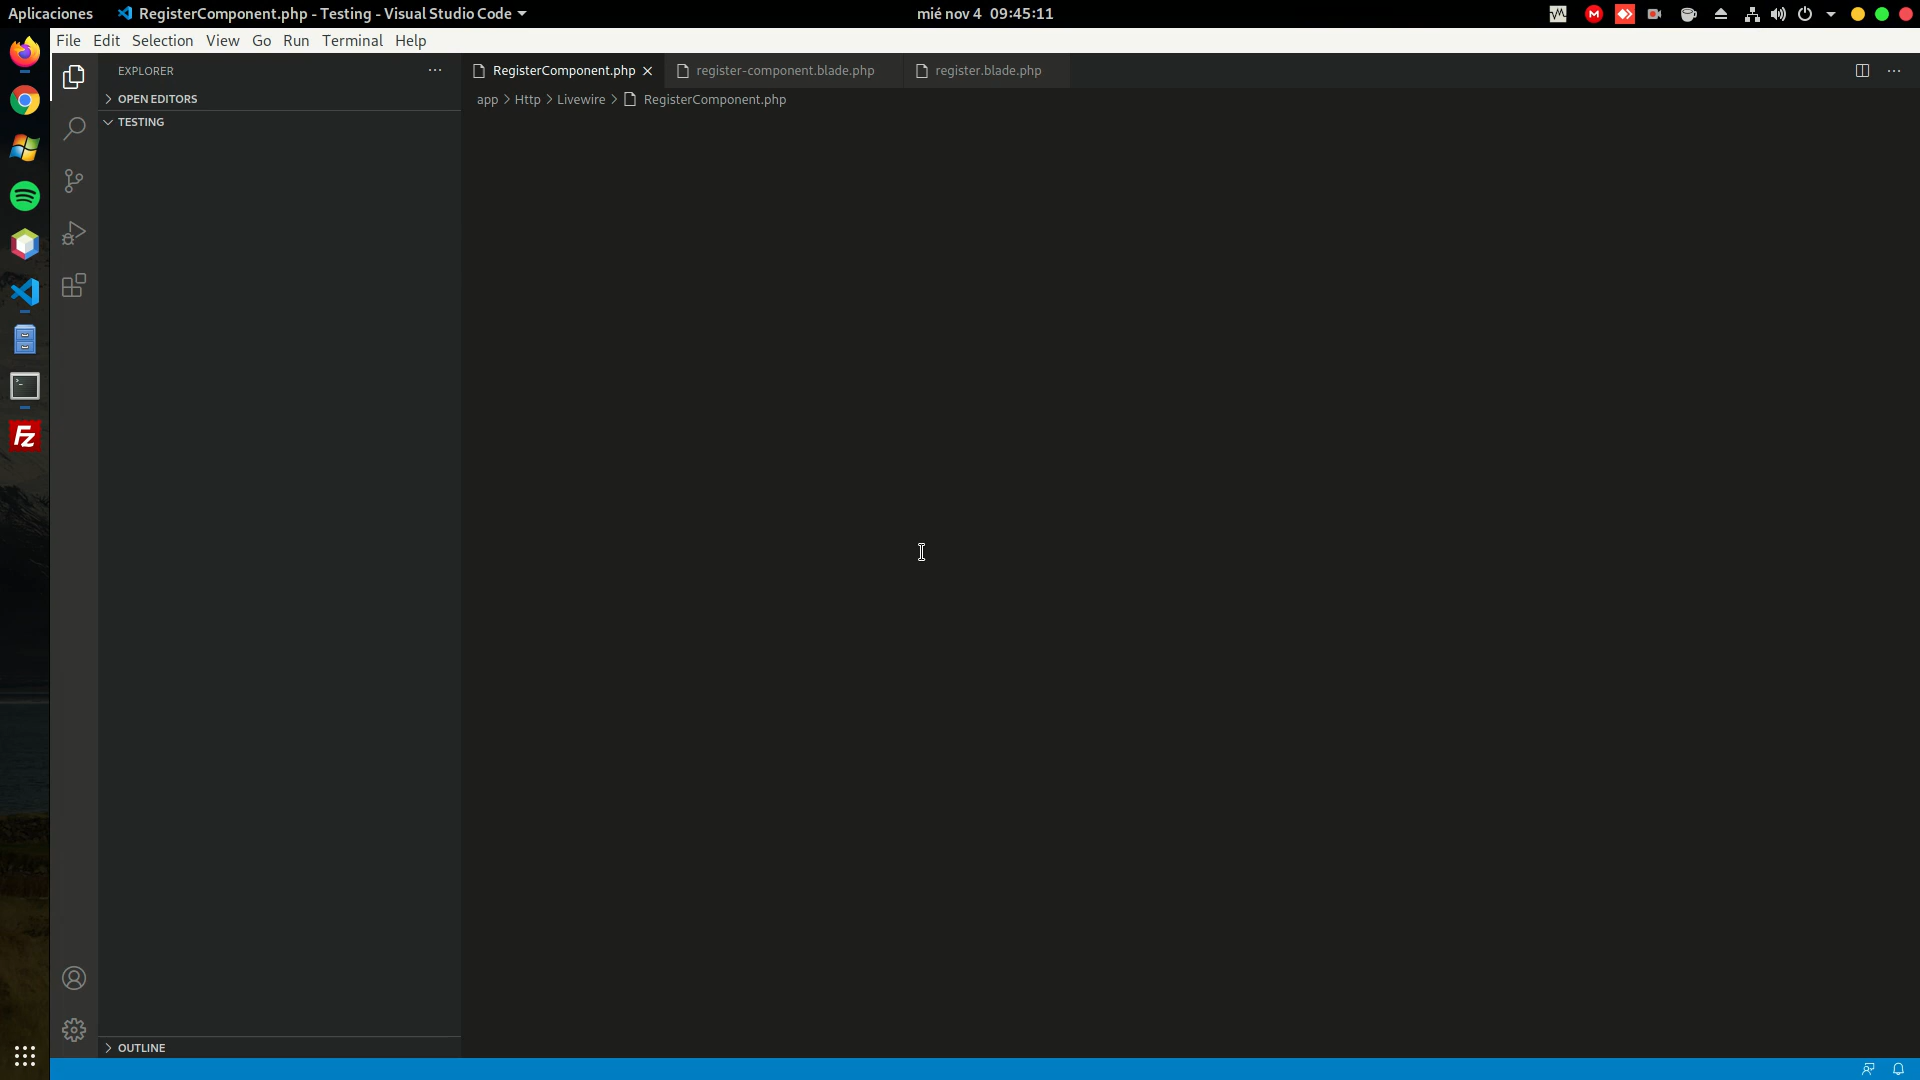 Aplicaciones RegisterComponent.php - Testing - Visual Studio Code mié nov 4 09:45:11
File Edit Selection View Go Run Terminal Help
EXPLORER RegisterComponent.php register-component.blade.php register.blade.php
OPEN EDITORS app > Http > Livewire > RegisterComponent.php
TESTING
OUTLINE